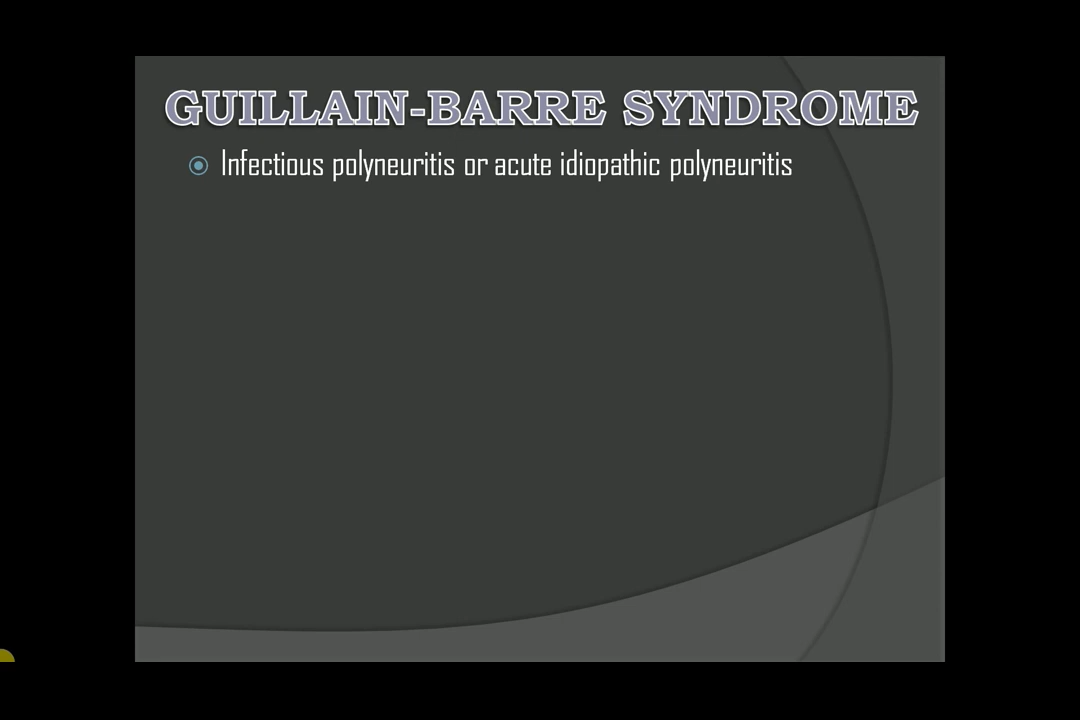 GUILLAIN-BARRE SYNDROME
Infectious polyneuritis or acute idiopathic polyneuritis